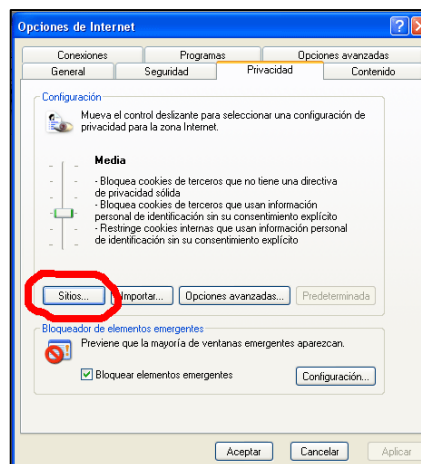 Opciones de Internet
Conexiones Programas Opciones avanzadas
General Seguridad Privacidad Contenido
Configuración
Mueva el control deslizante para seleccionar una configuración de
privacidad para la zona Internet.
Media
- Bloquea cookies de terceros que no tiene una directiva
de privacidad sólida
- Bloquea cookies de terceros que usan información
personal de identificación sin su consentimiento explícito
- Restringe cookies internas que usan información personal
de identificación sin su consentimiento explícito
Sitios... Importar... Opciones avanzadas... Predeterminada
Bloqueador de elementos emergentes
Previene que la mayoría de ventanas emergentes aparezcan.
Bloquear elementos emergentes Configuración...
Aceptar Cancelar Aplicar